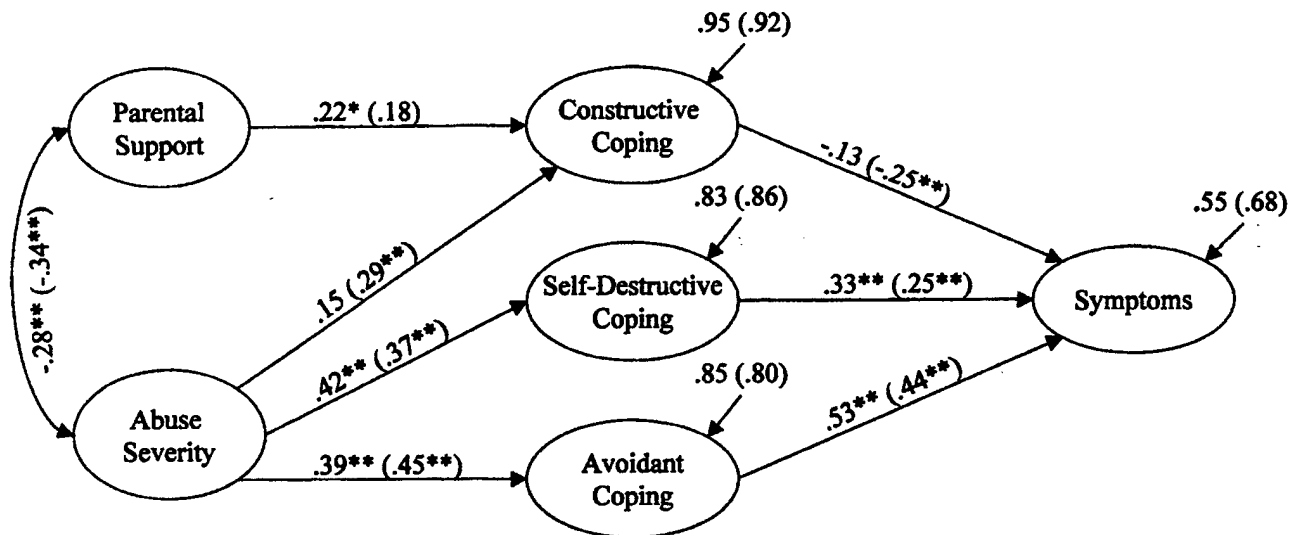 .95 (.92)
Parental
Support
.22* (.18)
Constructive
Coping
-.13 (-.25**)
.83 (.86)
.55 (.68)
-.28** (-.34**)
.15 (.29**)
Self-Destructive
Coping
.33** (.25**)
Symptoms
.42** (.37**)
.85 (.80)
.53** (.44**)
Abuse
Severity
.39** (.45**)
Avoidant
Coping